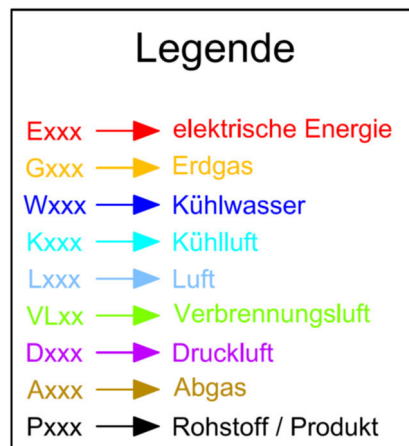 Legende
Exxx elektrische Energie
Gxxx Erdgas
Wxxx Kühlwasser
Kxxx Kühlluft
Lxxx Luft
VLxx Verbrennungsluft
Dxxx Druckluft
Axxx Abgas
Pxxx Rohstoff / Produkt